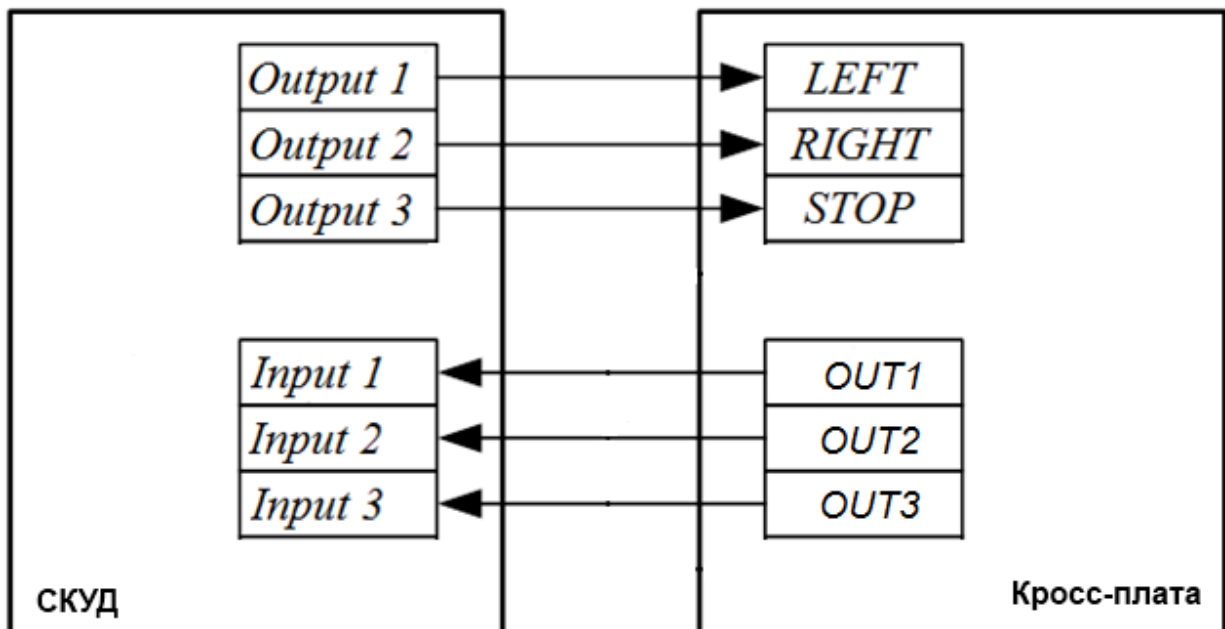 Output 1
LEFT
Output 2
RIGHT
Output 3
STOP
Input 1
OUT1
Input 2
OUT2
Input 3
OUT3
СКУД
Кросс-плата